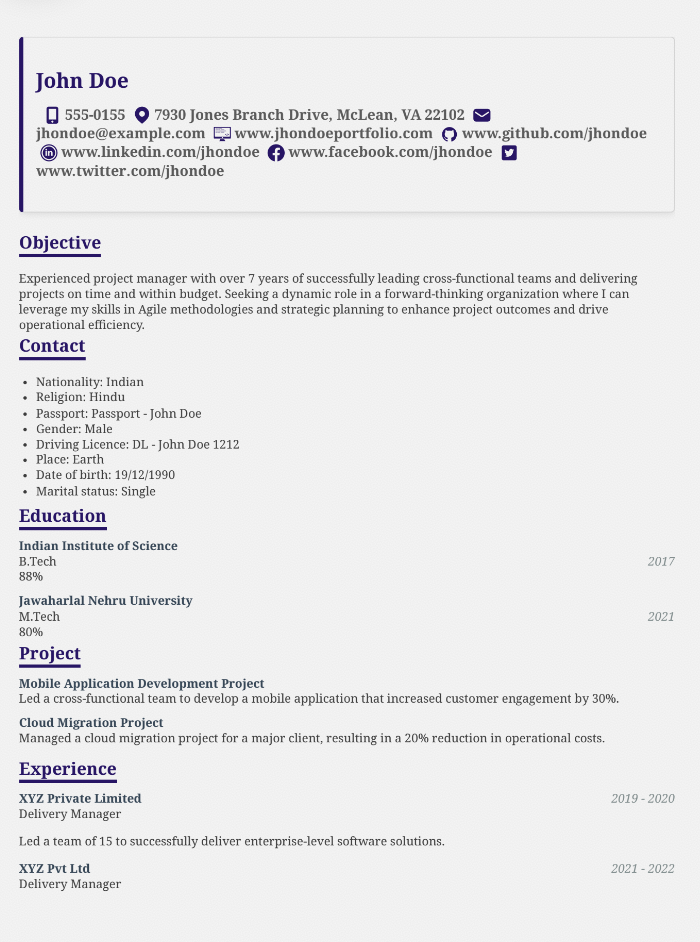 John Doe
555-0155 7930 Jones Branch Drive, McLean, VA 22102
jhondoe@example.com www.jhondoeportfolio.com www.github.com/jhondoe
www.linkedin.com/jhondoe www.facebook.com/jhondoe
www.twitter.com/jhondoe
Objective
Experienced project manager with over 7 years of successfully leading cross-functional teams and delivering
projects on time and within budget. Seeking a dynamic role in a forward-thinking organization where I can
leverage my skills in Agile methodologies and strategic planning to enhance project outcomes and drive
operational efficiency.
Contact
• Nationality: Indian
• Religion: Hindu
• Passport: Passport - John Doe
• Gender: Male
• Driving Licence: DL - John Doe 1212
• Place: Earth
• Date of birth: 19/12/1990
• Marital status: Single
Education
Indian Institute of Science
B.Tech 2017
88%
Jawaharlal Nehru University
M.Tech 2021
80%
Project
Mobile Application Development Project
Led a cross-functional team to develop a mobile application that increased customer engagement by 30%.
Cloud Migration Project
Managed a cloud migration project for a major client, resulting in a 20% reduction in operational costs.
Experience
XYZ Private Limited 2019 - 2020
Delivery Manager
Led a team of 15 to successfully deliver enterprise-level software solutions.
XYZ Pvt Ltd 2021 - 2022
Delivery Manager